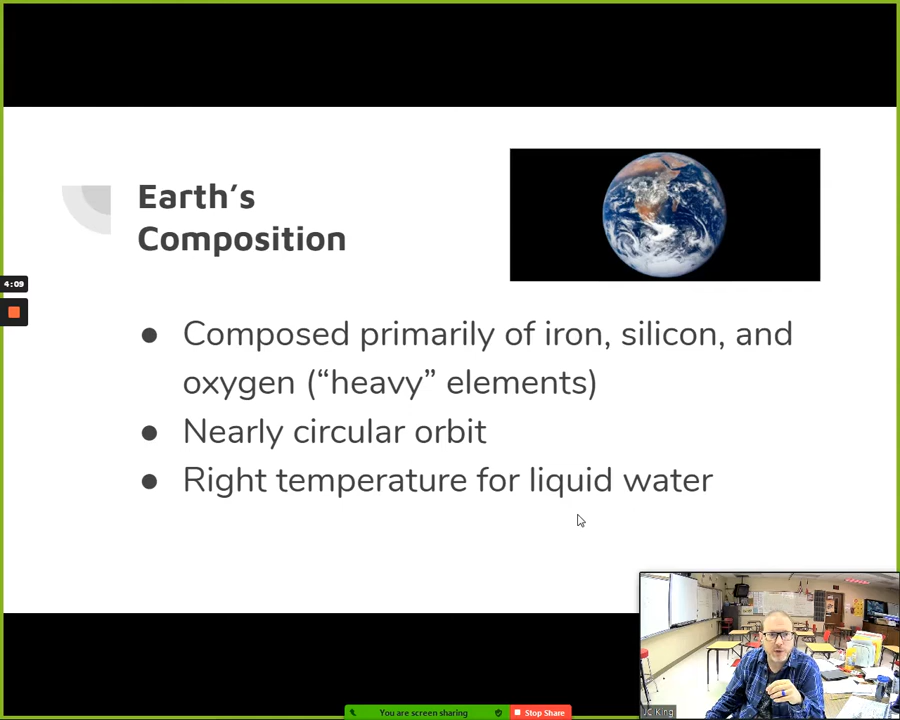 Earth’s
Composition
4:09
● Composed primarily of iron, silicon, and
oxygen (“heavy” elements)
● Nearly circular orbit
● Right temperature for liquid water
JC King
You are screen sharing
Stop Share